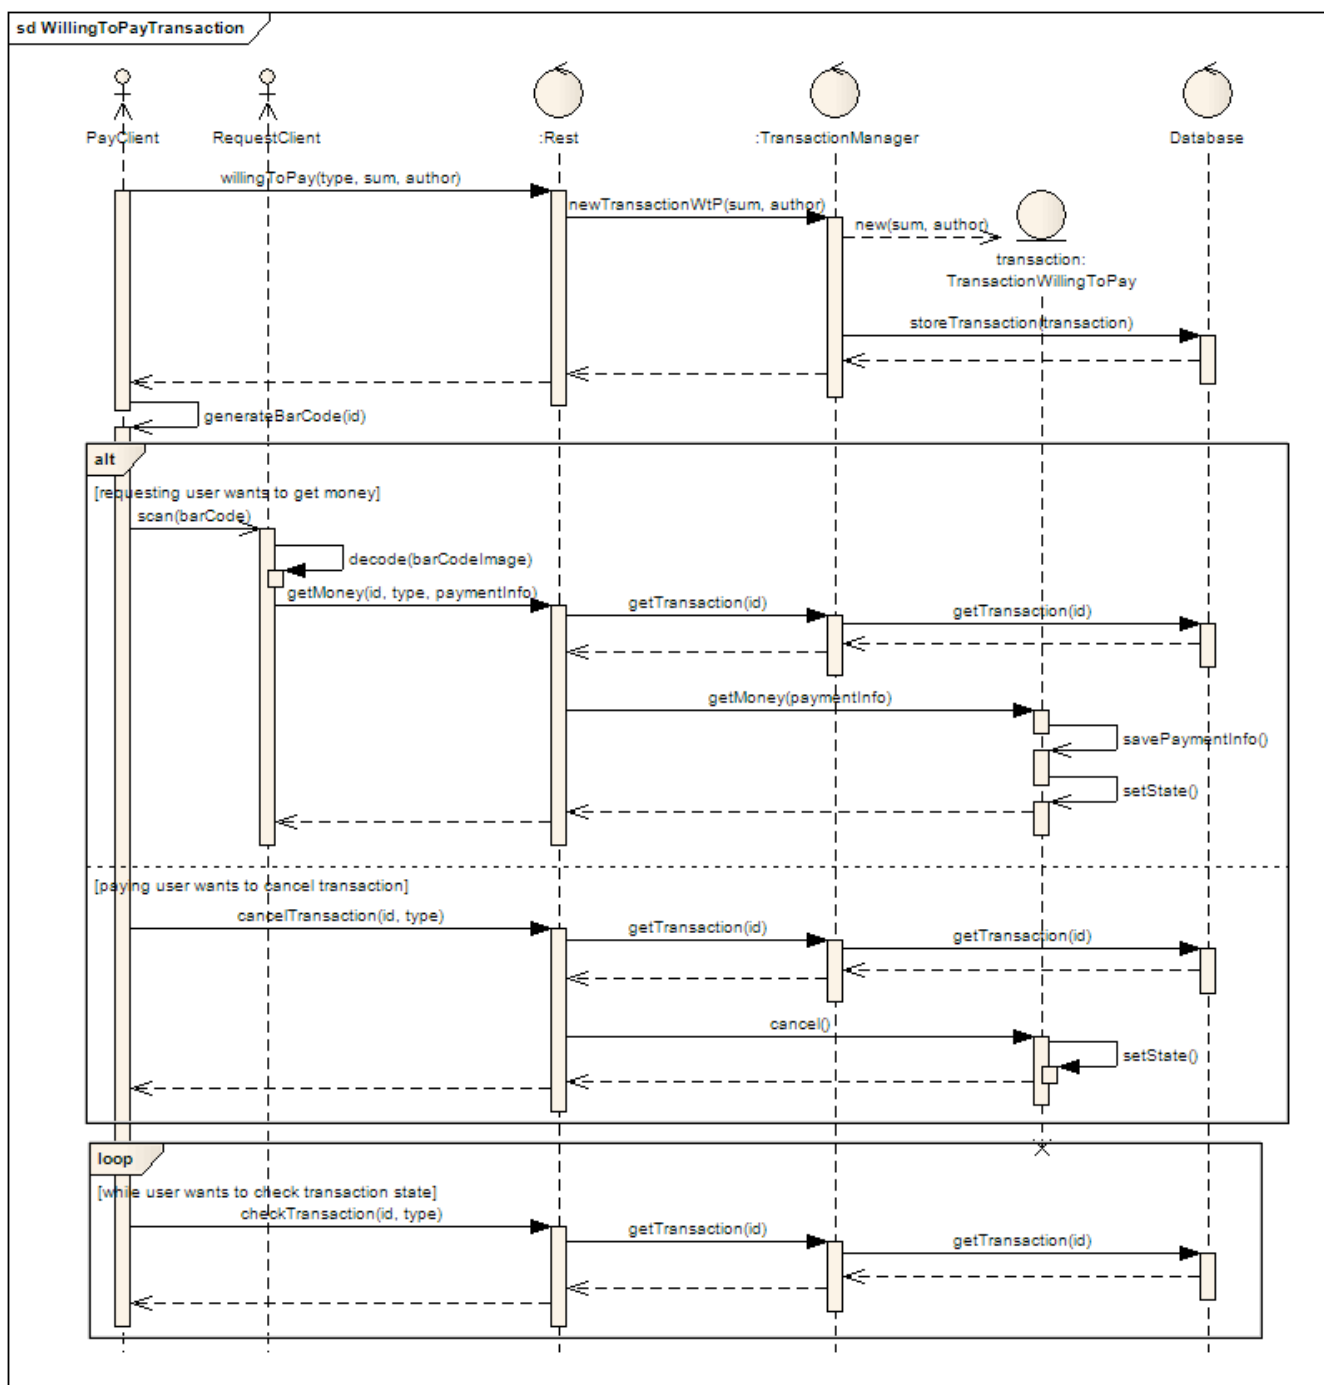 sd WillingToPayTransaction
PayClient
RequestClient
:Rest
:TransactionManager
Database
willingToPay(type, sum, author)
newTransactionWtP(sum, author)
new(sum, author)
transaction:
TransactionWillingToPay
storeTransaction(transaction)
generateBarCode(id)
alt
[requesting user wants to get money]
scan(barCode)
decode(barCodeImage)
getMoney(id, type, paymentInfo)
getTransaction(id)
getTransaction(id)
getMoney(paymentInfo)
savePaymentInfo()
setState()
[paying user wants to cancel transaction]
cancelTransaction(id, type)
getTransaction(id)
getTransaction(id)
cancel()
setState()
loop
[while user wants to check transaction state]
checkTransaction(id, type)
getTransaction(id)
getTransaction(id)